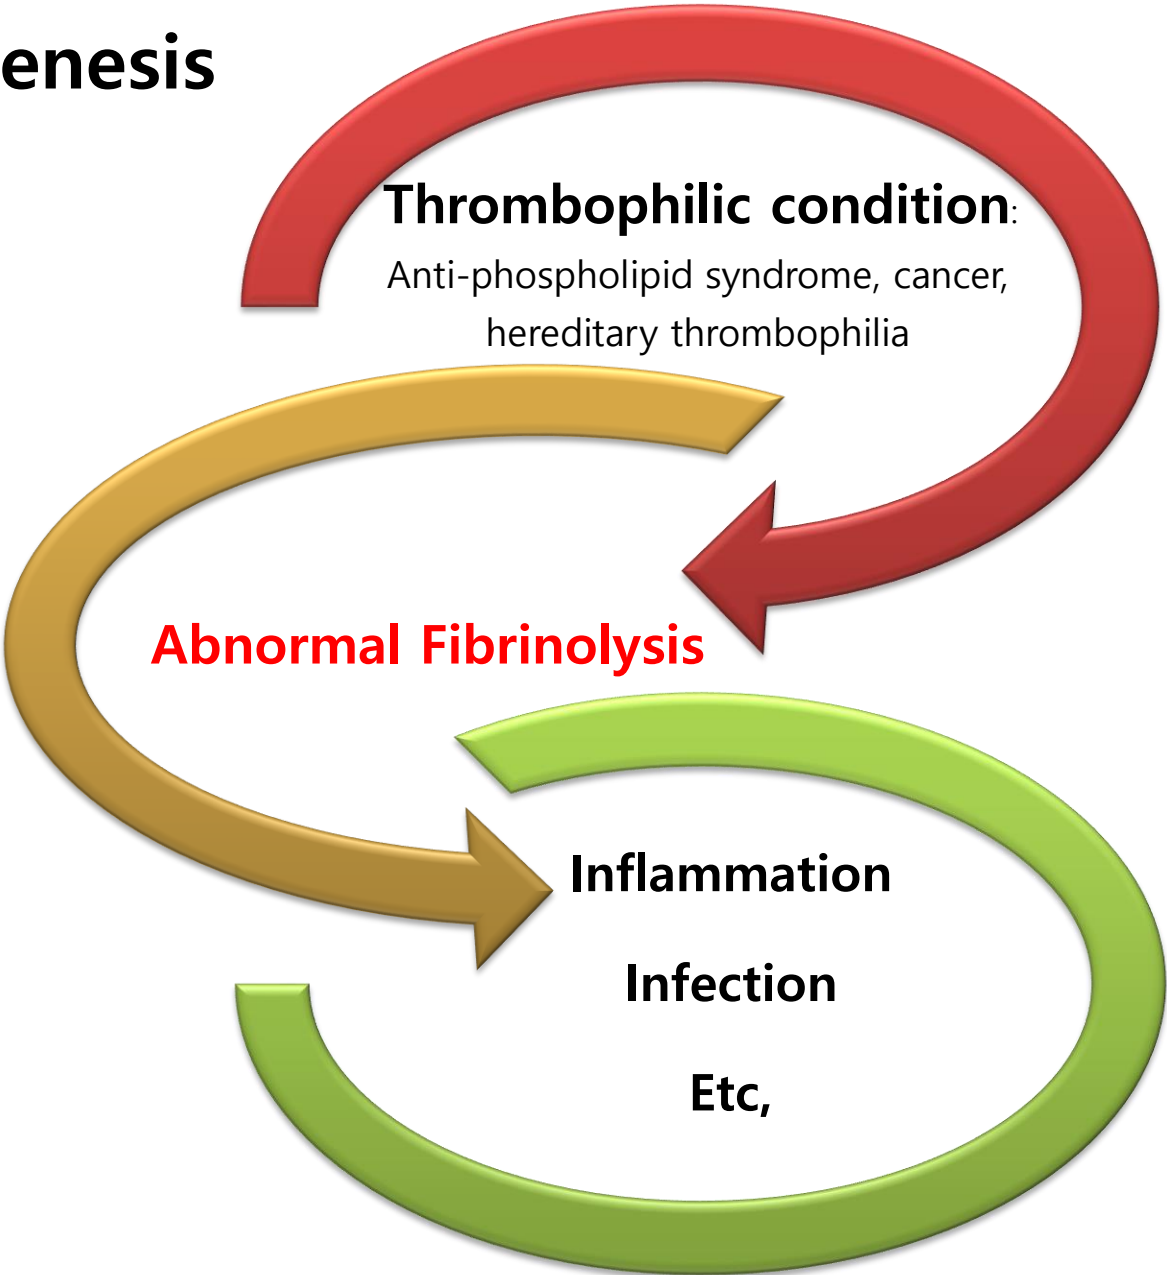 enesis
Thrombophilic condition:
Anti-phospholipid syndrome, cancer,
hereditary thrombophilia
Abnormal Fibrinolysis
Inflammation
Infection
Etc,